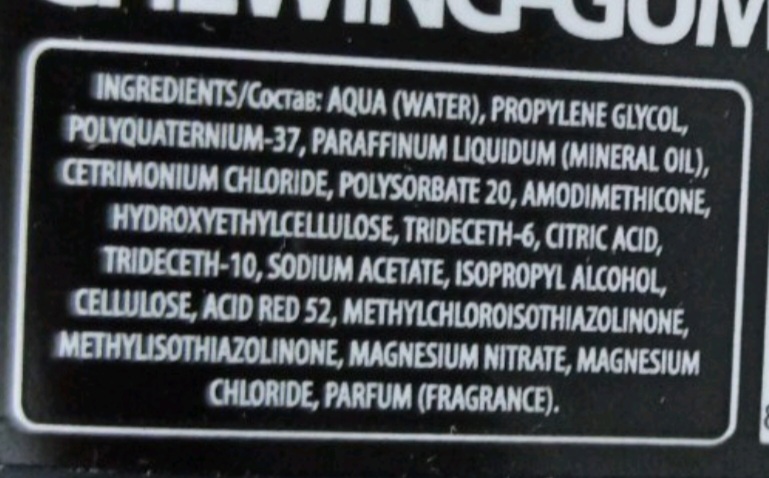 CHEWING-GUM
INGREDIENTS/Состав: AQUA (WATER), PROPYLENE GLYCOL,
POLYQUATERNIUM-37, PARAFFINUM LIQUIDUM (MINERAL OIL),
CETRIMONIUM CHLORIDE, POLYSORBATE 20, AMODIMETHICONE,
HYDROXYETHYLCELLULOSE, TRIDECETH-6, CITRIC ACID,
TRIDECETH-10, SODIUM ACETATE, ISOPROPYL ALCOHOL,
CELLULOSE, ACID RED 52, METHYLCHLOROISOTHIAZOLINONE,
METHYLISOTHIAZOLINONE, MAGNESIUM NITRATE, MAGNESIUM
CHLORIDE, PARFUM (FRAGRANCE).